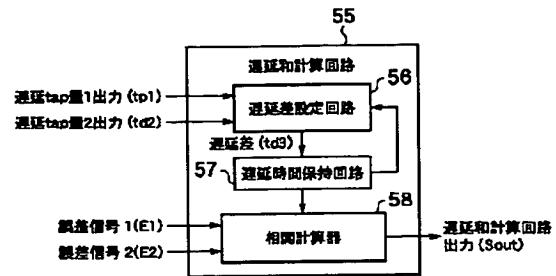 55
遅延和計算回路
56
遅延tap量1出力 (tp1)
遅延差設定回路
遅延tap量2出力 (td2)
遅延差 (td3)
57
遅延時間保持回路
58
誤差信号 1(E1)
相関計算器
遅延和計算回路
出力 (Sout)
誤差信号 2(E2)